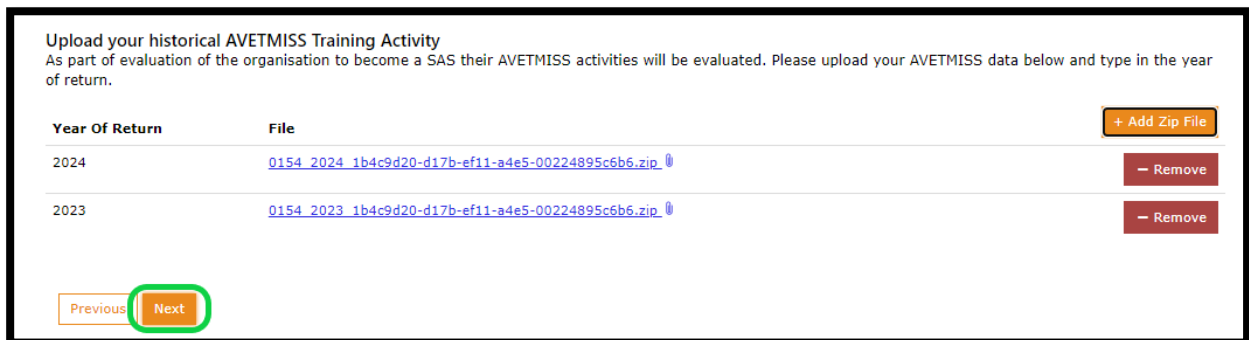 Upload your historical AVETMISS Training Activity
As part of evaluation of the organisation to become a SAS their AVETMISS activities will be evaluated. Please upload your AVETMISS data below and type in the year
of return.
+ Add Zip File
Year Of Return File
2024 0154_2024_1b4c9d20-d17b-ef11-a4e5-00224895c6b6.zip
− Remove
2023 0154_2023_1b4c9d20-d17b-ef11-a4e5-00224895c6b6.zip
− Remove
Previous Next